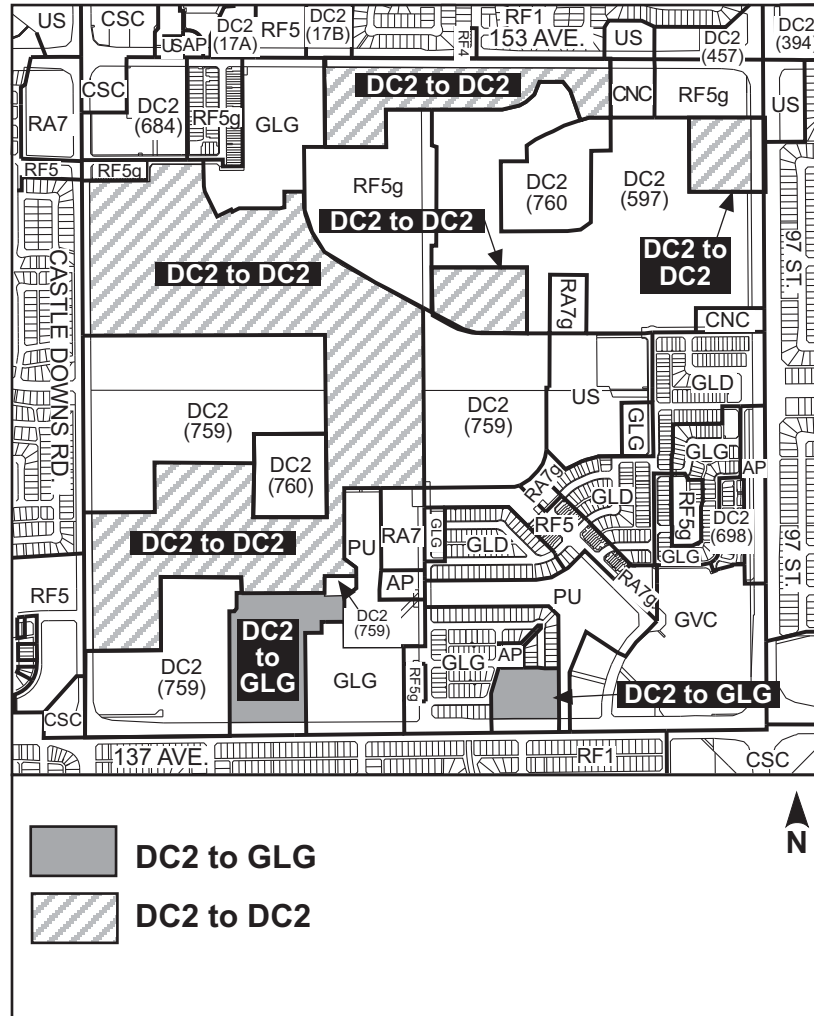 US
CSC
USAP
DC2
(17A)
RF5
DC2
(17B)
RF4
RF1
153 AVE.
US
DC2
(457)
DC2
(394)
RA7
CSC
DC2
(684)
RF5g
GLG
DC2 to DC2
CNC
RF5g
US
RF5
RF5g
RF5g
DC2
(760
DC2
(597)
DC2 to DC2
DC2 to
DC2
97 ST.
CASTLE DOWNS RD.
DC2 to DC2
RA7g
CNC
DC2
(759)
DC2
(759)
US
GLD
GLG
DC2
(760)
RA7g
GLD
GLG
AP
RF5g
DC2
(698)
97 ST.
DC2 to DC2
PU
RA7
GLG
GLD
RF5
GLG
RA7g
RF5
AP
DC2
(759)
PU
GVC
DC2
(759)
DC2
to
GLG
GLG
RF5g
GLG
AP
DC2 to GLG
CSC
137 AVE.
RF1
CSC
DC2 to GLG
DC2 to DC2
N